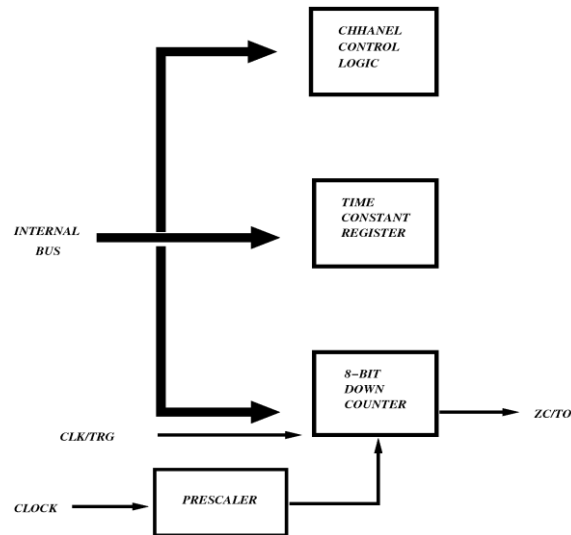 CHHANEL
CONTROL
LOGIC
TIME
CONSTANT
REGISTER
INTERNAL
BUS
8-BIT
DOWN
COUNTER
ZC/TO
CLK/TRG
PRESCALER
CLOCK